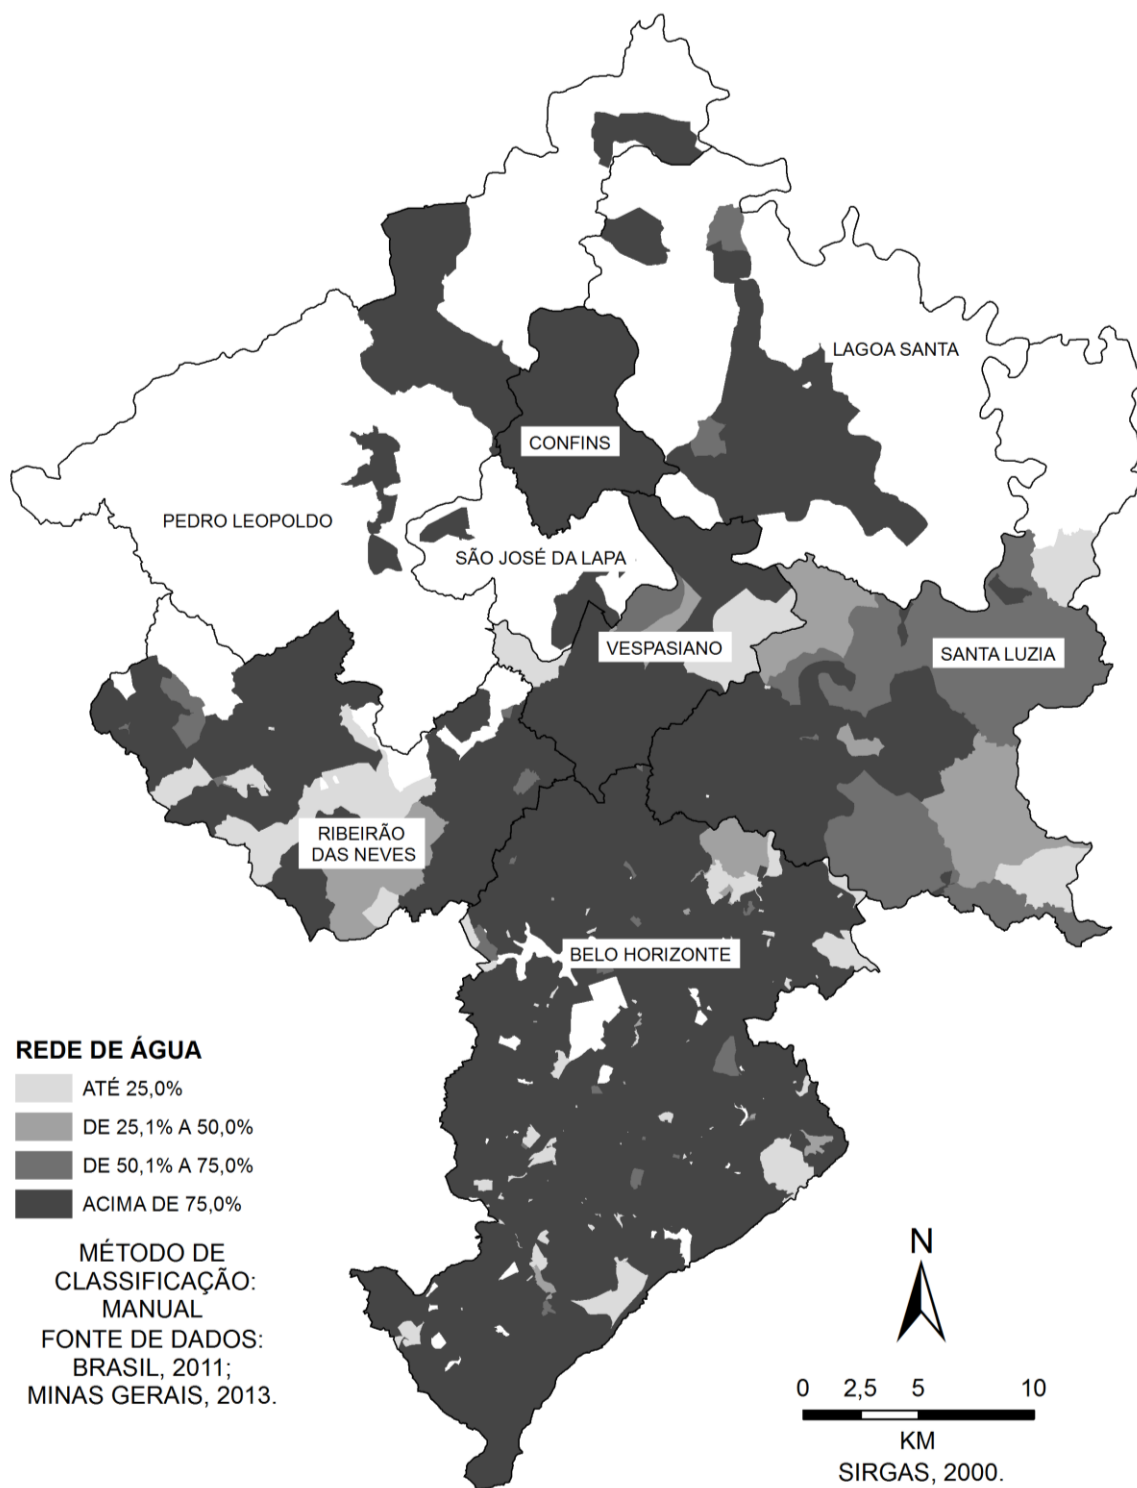 LAGOA SANTA
CONFINS
PEDRO LEOPOLDO
SÃO JOSÉ DA LAPA
VESPASIANO
SANTA LUZIA
RIBEIRÃO
DAS NEVES
BELO HORIZONTE
REDE DE ÁGUA
ATÉ 25,0%
DE 25,1% A 50,0%
DE 50,1% A 75,0%
ACIMA DE 75,0%
MÉTODO DE
CLASSIFICAÇÃO:
MANUAL
FONTE DE DADOS:
BRASIL, 2011;
MINAS GERAIS, 2013.
N
0 2,5 5 10
KM
SIRGAS, 2000.